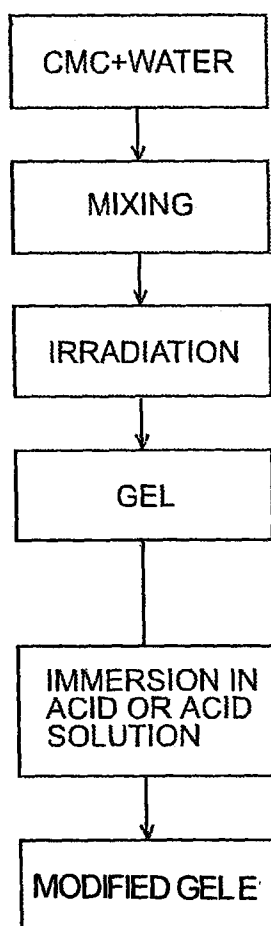 CMC+WATER
MIXING
IRRADIATION
GEL
IMMERSION IN
ACID OR ACID
SOLUTION
MODIFIED GEL E'